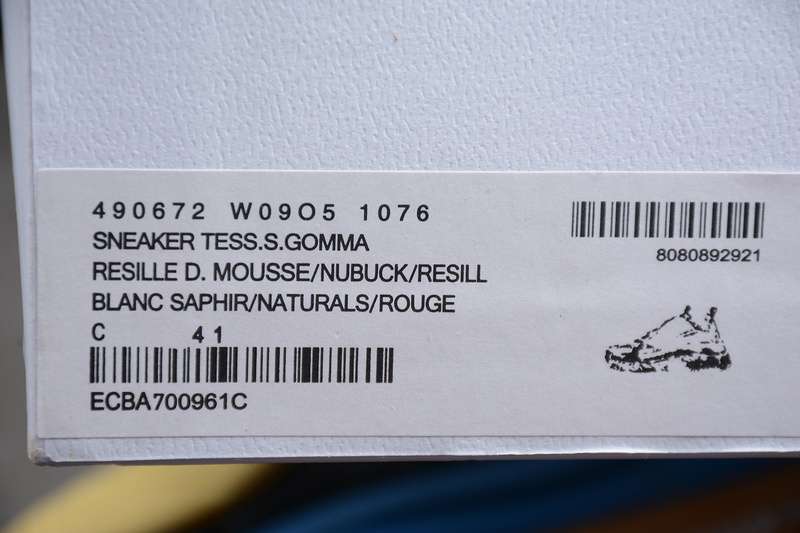 490672 W09O5 1076
SNEAKER TESS.S.GOMMA
RESILLE D. MOUSSE/NUBUCK/RESILL
BLANC SAPHIR/NATURALS/ROUGE
C 41
ECBA700961C
8080892921